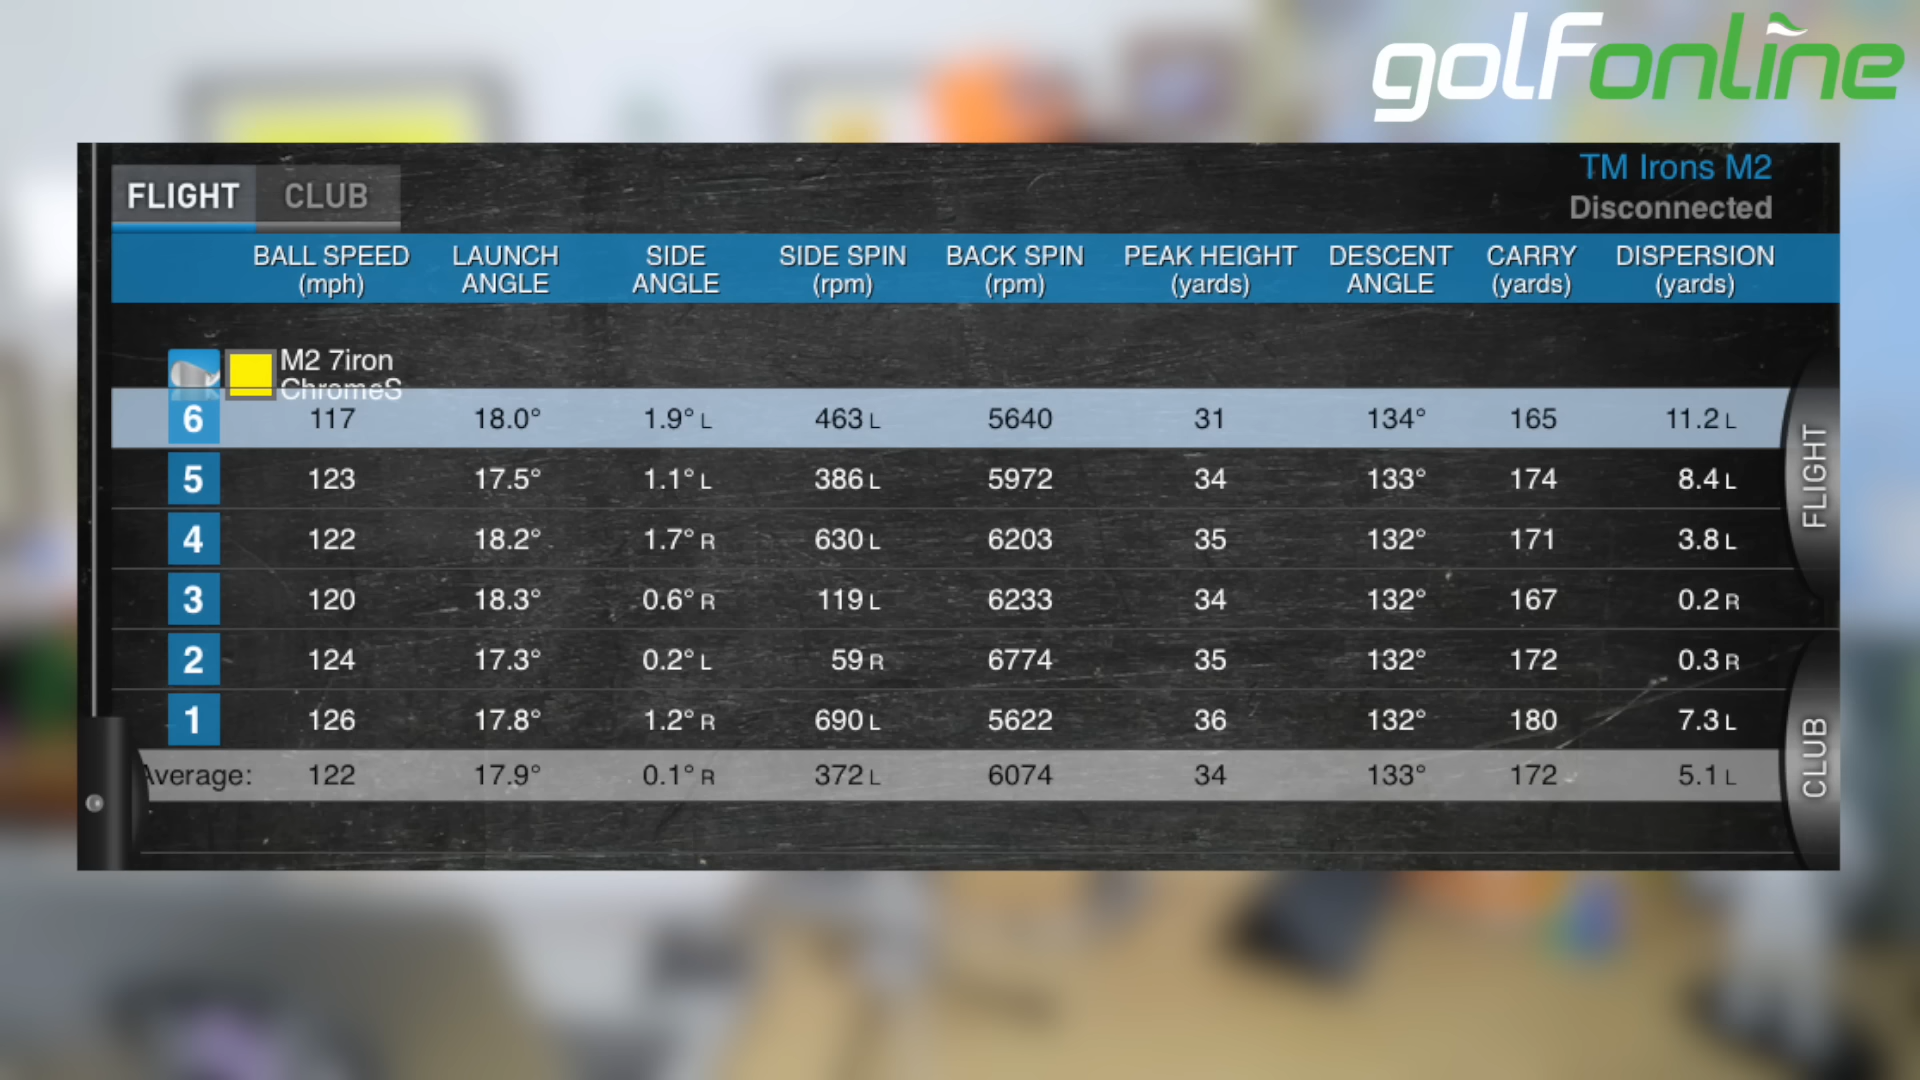 golfonline
TM Irons M2
Disconnected
FLIGHT CLUB
BALL SPEED (mph) LAUNCH ANGLE SIDE ANGLE SIDE SPIN (rpm) BACK SPIN (rpm) PEAK HEIGHT (yards) DESCENT ANGLE CARRY (yards) DISPERSION (yards)
M2 7iron
ChromeS
6 117 18.0° 1.9° L 463 L 5640 31 134° 165 11.2 L
5 123 17.5° 1.1° L 386 L 5972 34 133° 174 8.4 L
4 122 18.2° 1.7° R 630 L 6203 35 132° 171 3.8 L
3 120 18.3° 0.6° R 119 L 6233 34 132° 167 0.2 R
2 124 17.3° 0.2° L 59 R 6774 35 132° 172 0.3 R
1 126 17.8° 1.2° R 690 L 5622 36 132° 180 7.3 L
Average: 122 17.9° 0.1° R 372 L 6074 34 133° 172 5.1 L
FLIGHT
CLUB